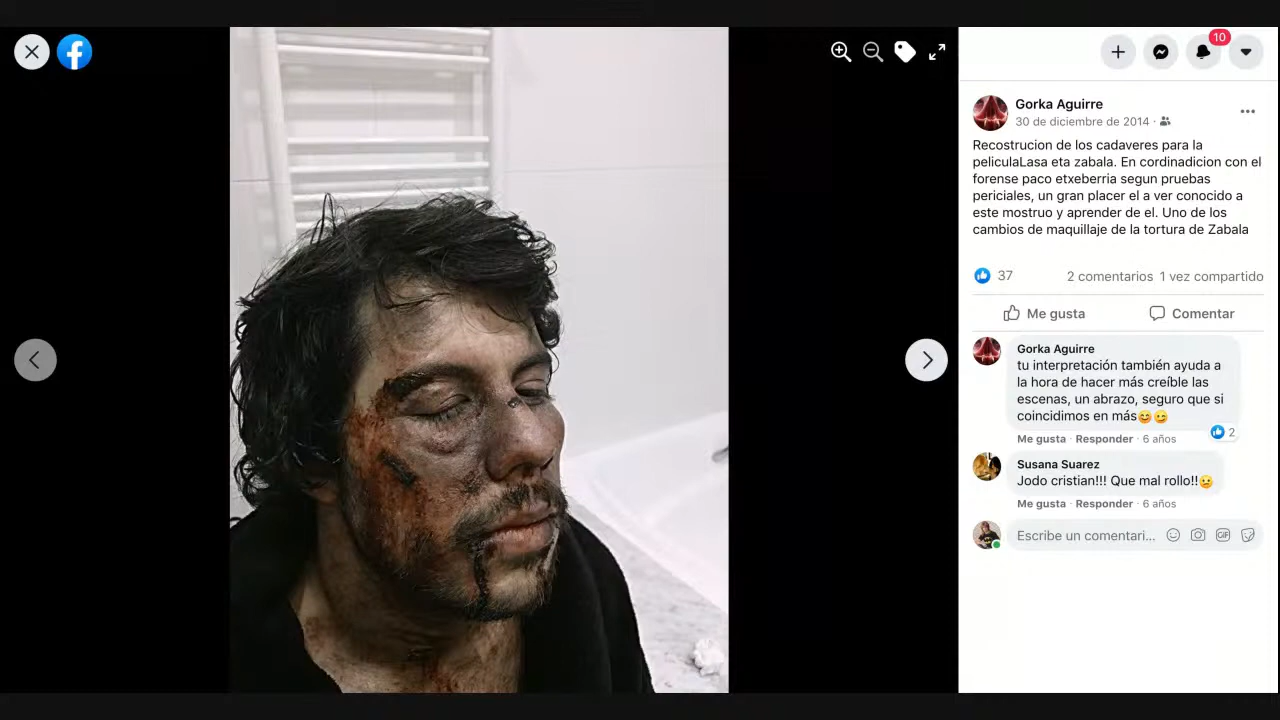 10
Gorka Aguirre
30 de diciembre de 2014 ·
Recostrucion de los cadaveres para la
peliculaLasa eta zabala. En cordinadicion con el
forense paco etxeberria segun pruebas
periciales, un gran placer el a ver conocido a
este mostruo y aprender de el. Uno de los
cambios de maquillaje de la tortura de Zabala
37 2 comentarios 1 vez compartido
Me gusta Comentar
Gorka Aguirre
tu interpretación también ayuda a
la hora de hacer más creíble las
escenas, un abrazo, seguro que si
coincidimos en más😊😉
2
Me gusta · Responder · 6 años
Susana Suarez
Jodo cristian!!! Que mal rollo!!😕
Me gusta · Responder · 6 años
Escribe un comentari... GIF